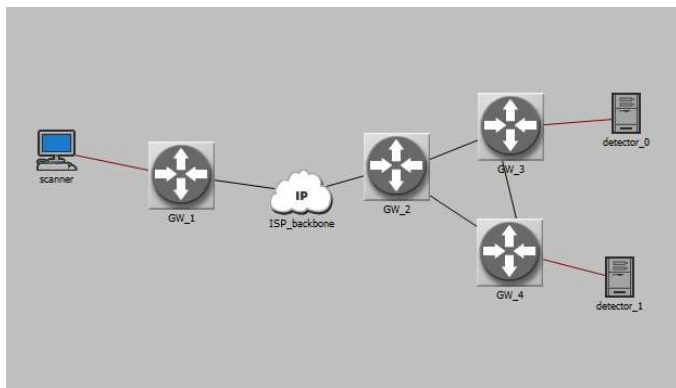 scanner
GW_1
IP
ISP_backbone
GW_2
GW_3
detector_0
GW_4
detector_1